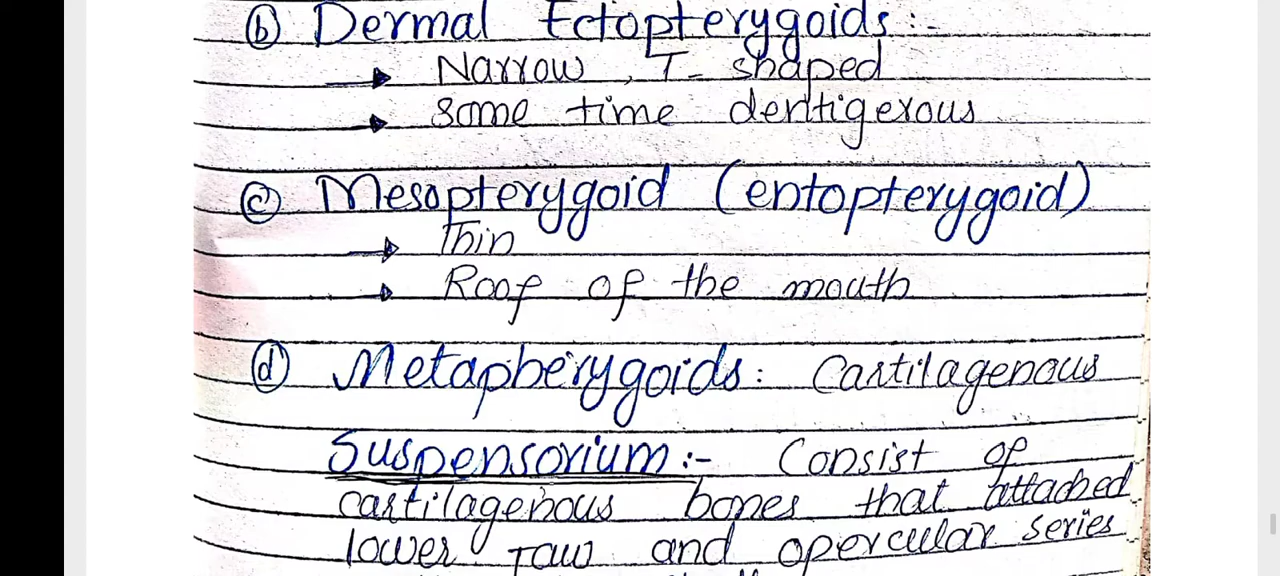 (b) Dermal Ectopterygoids :-
→ Narrow, T- shaped
→ Some time dentigerous
(c) Mesopterygoid (entopterygoid)
→ Thin
→ Roof of the mouth
(d) Metapherygoids : Cartilagenous
Suspensorium :- Consist of
cartilagenous bones that attached
lower Jaw and opercular series